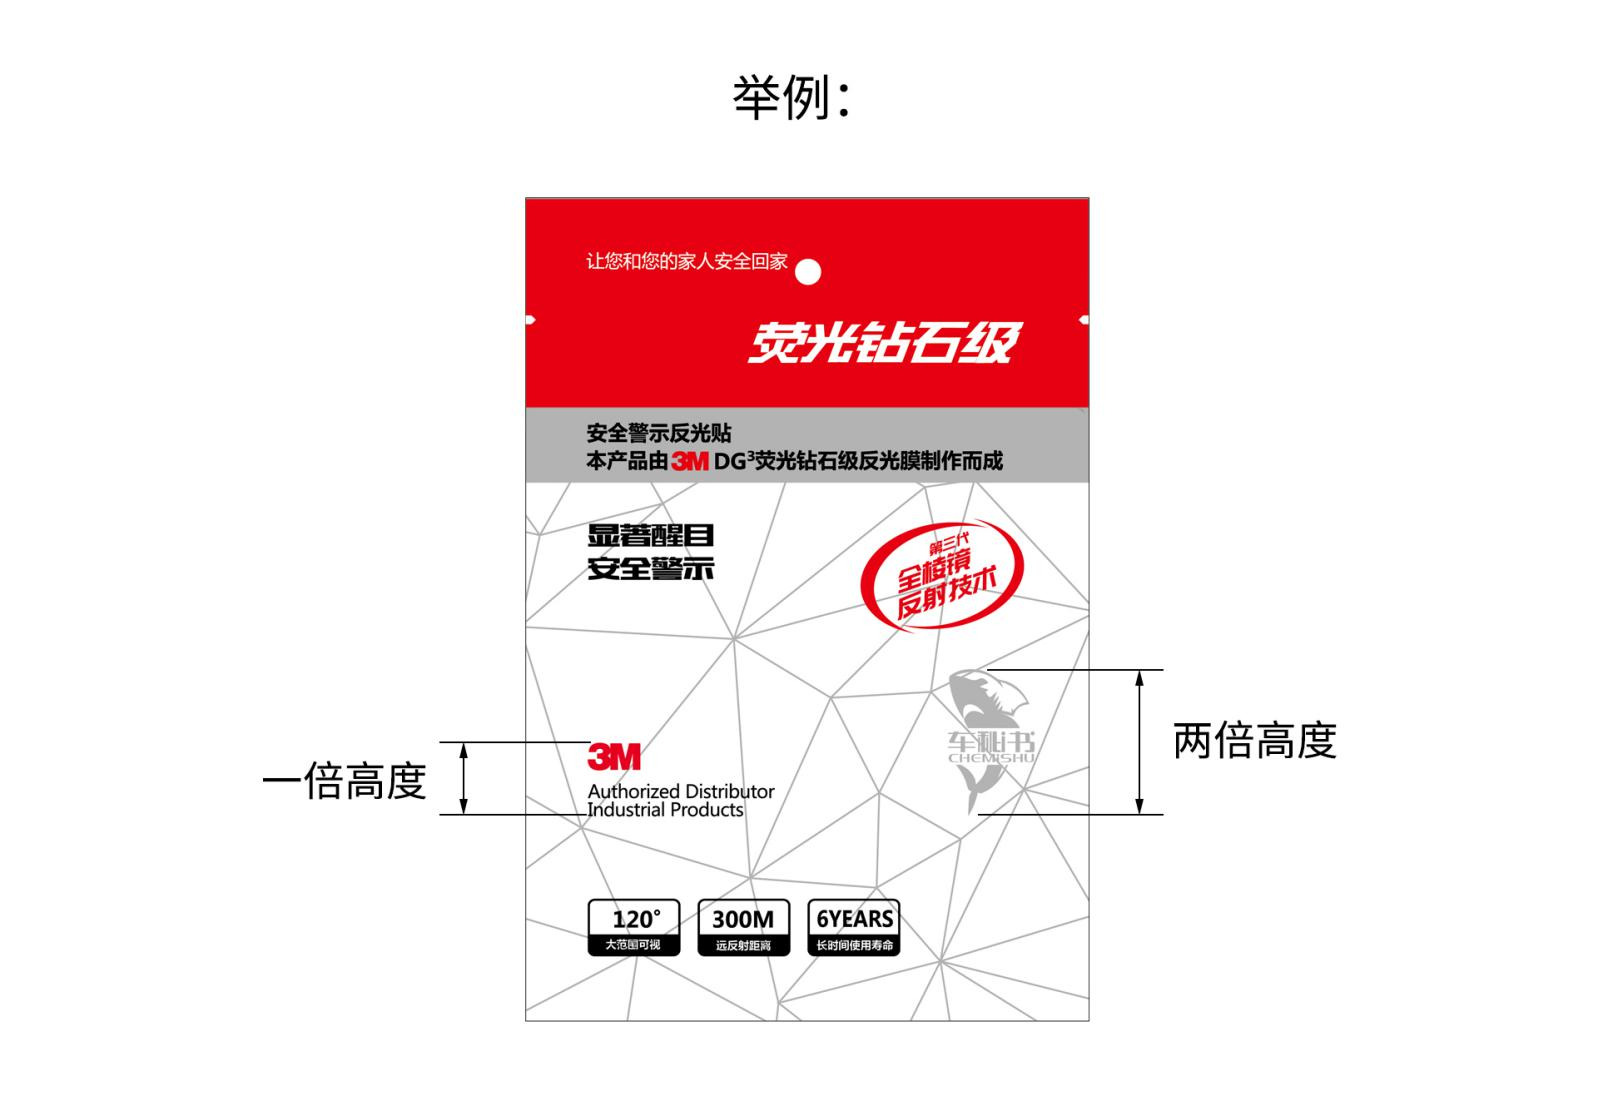 举例：
让您和您的家人安全回家
荧光钻石级
安全警示反光贴
本产品由3M DG³荧光钻石级反光膜制作而成
显著醒目
安全警示
第三代
全棱镜
反射技术
两倍高度
车秘书
CHEMISHU
一倍高度
3M
Authorized Distributor
Industrial Products
120°
大范围可视
300M
远反射距离
6YEARS
长时间使用寿命